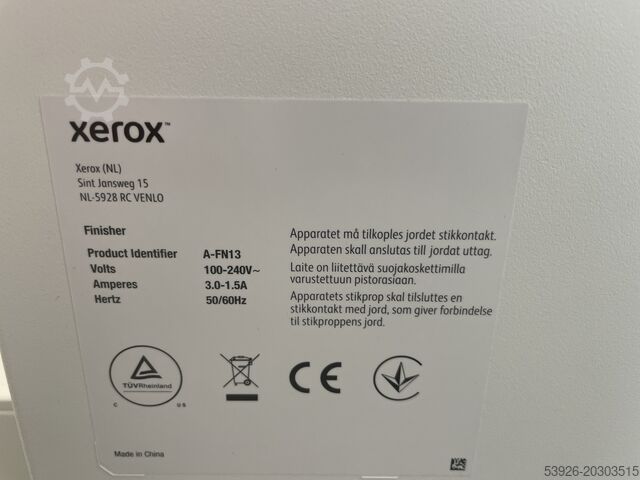 xerox™
Xerox (NL)
Sint Jansweg 15
NL-5928 RC VENLO
Finisher
Product Identifier A-FN13
Volts 100-240V~
Amperes 3.0-1.5A
Hertz 50/60Hz
Apparatet må tilkoples jordet stikkontakt.
Apparaten skall anslutas till jordat uttag.
Laite on liitettävä suojakoskettimilla
varustettuun pistorasiaan.
Apparatets stikprop skal tilsluttes en
stikkontakt med jord, som giver forbindelse
til stikproppens jord.
TÜVRheinland
C US
CE
Made in China
53926-20303515